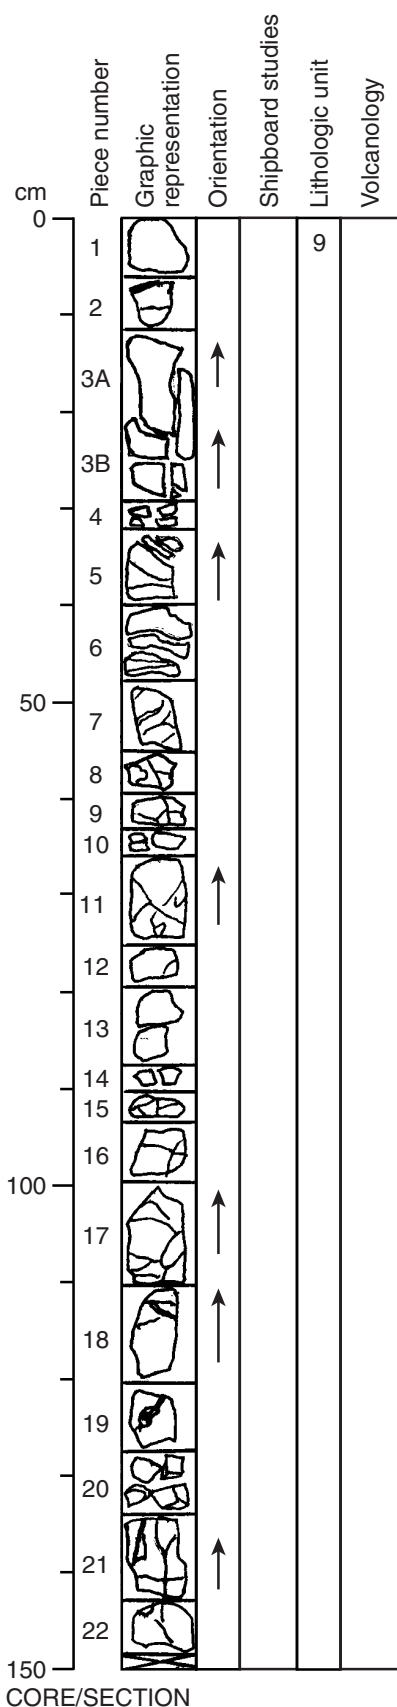 cm
Piece number
Graphic
representation
Orientation
Shipboard studies
Lithologic unit
Volcanology
0
1
9
2
3A
3B
4
5
6
50
7
8
9
10
11
12
13
14
15
16
100
17
18
19
20
21
22
150
CORE/SECTION